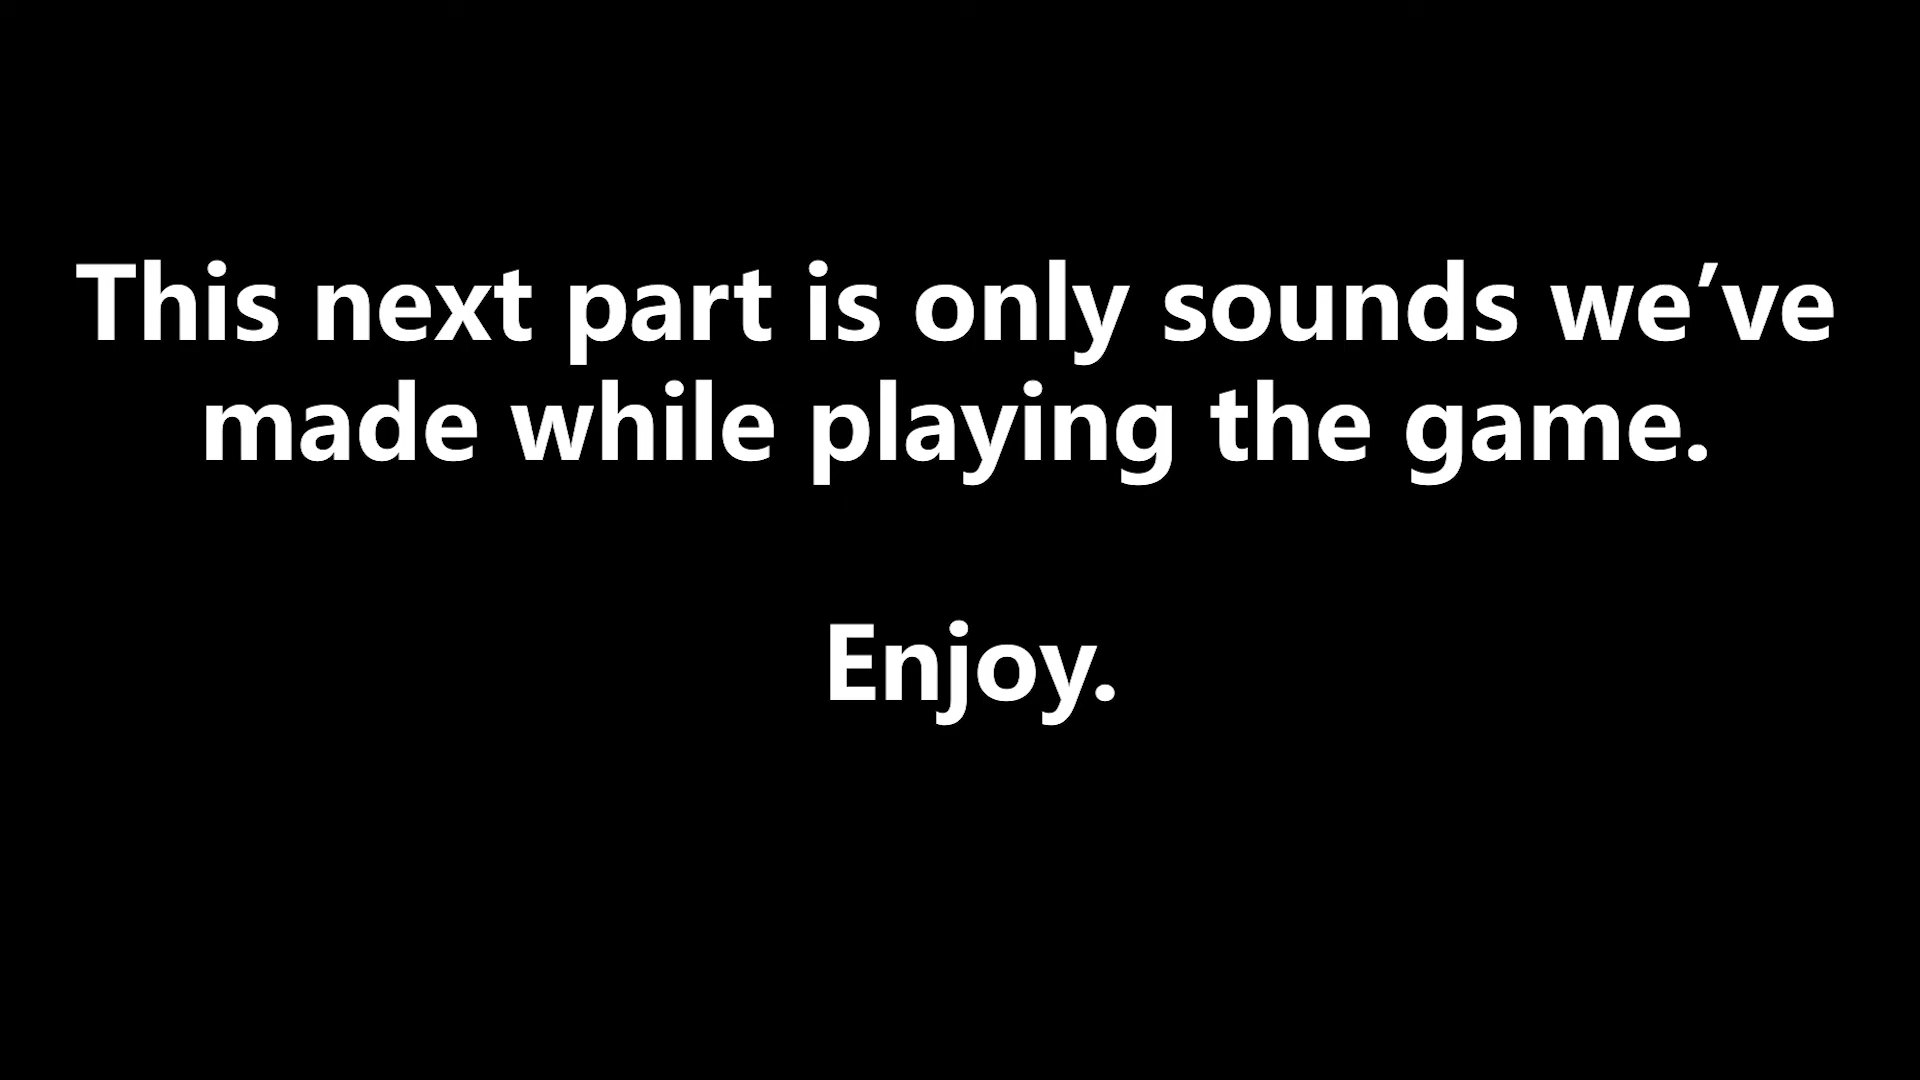 This next part is only sounds we’ve
made while playing the game.
Enjoy.